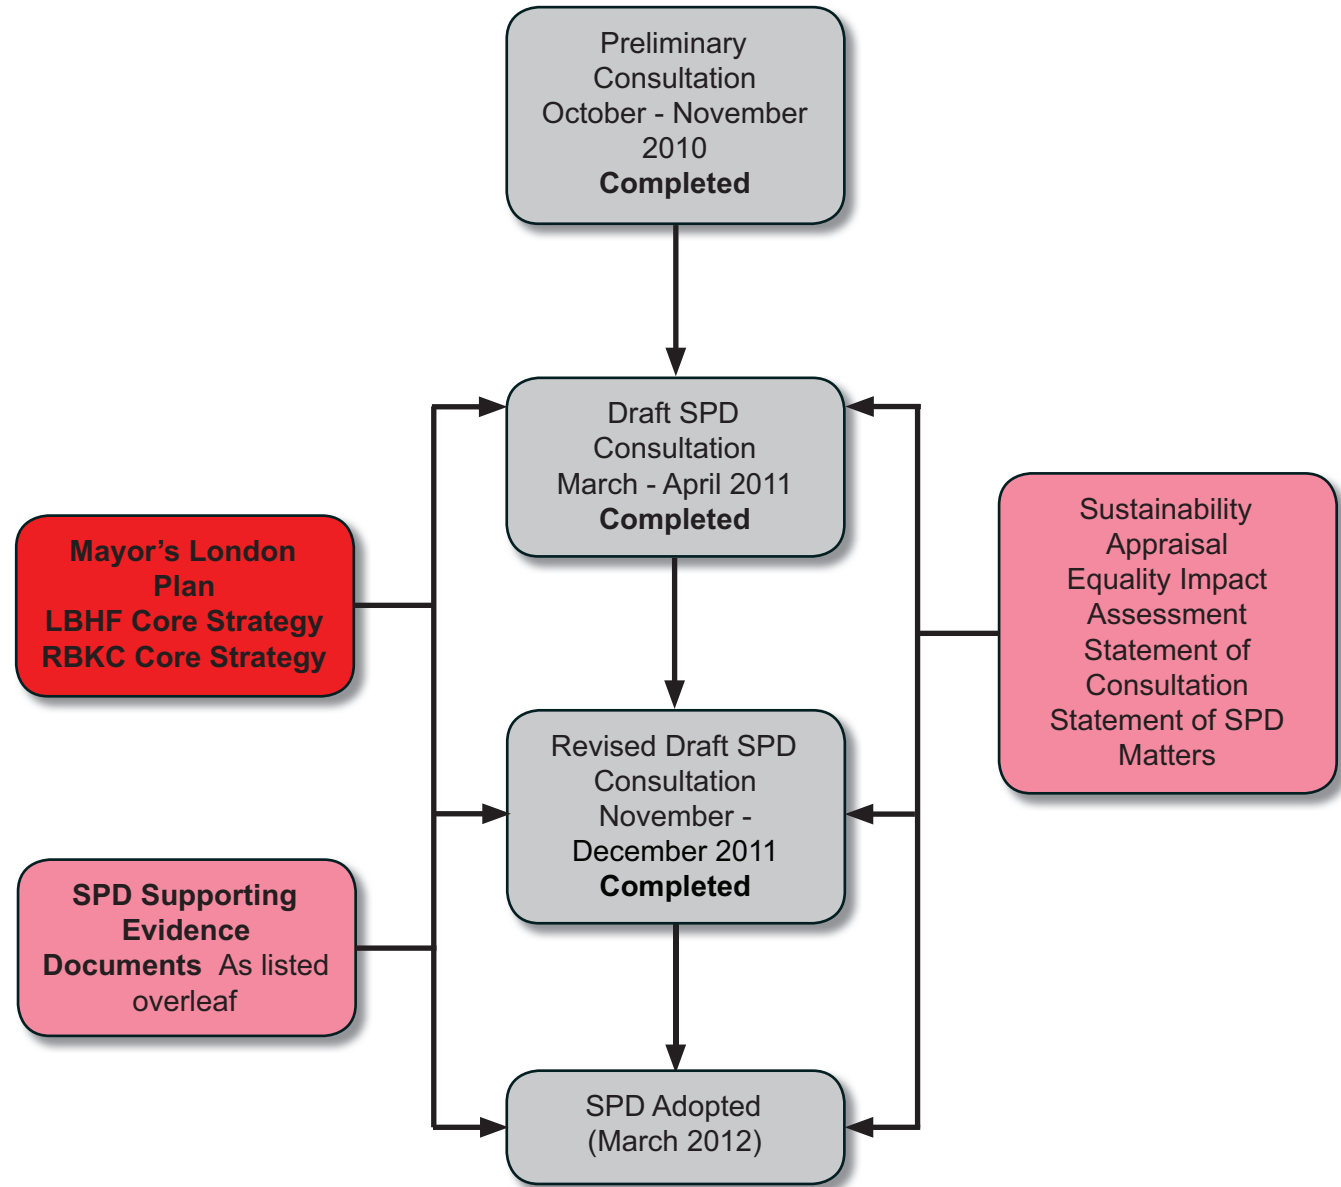 Preliminary
Consultation
October - November
2010
Completed
Draft SPD
Consultation
March - April 2011
Completed
Mayor’s London
Plan
LBHF Core Strategy
RBKC Core Strategy
Sustainability
Appraisal
Equality Impact
Assessment
Statement of
Consultation
Statement of SPD
Matters
Revised Draft SPD
Consultation
November -
December 2011
Completed
SPD Supporting
Evidence
Documents As listed
overleaf
SPD Adopted
(March 2012)